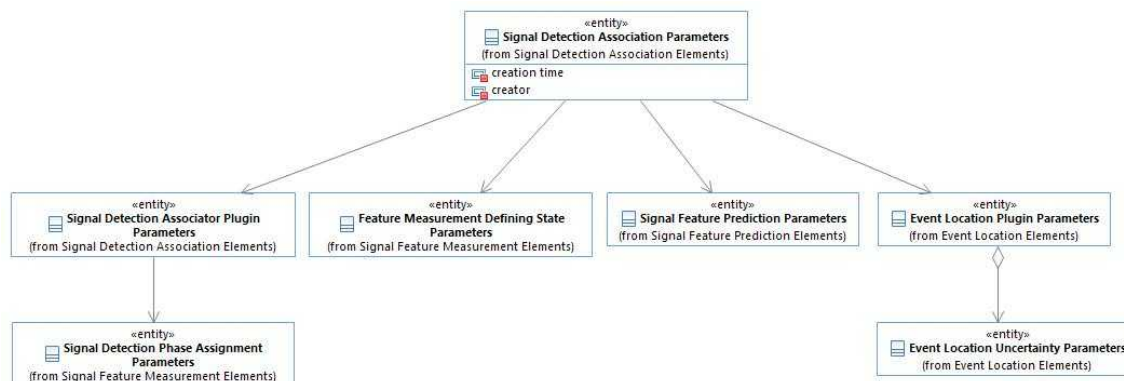 «entity»
Signal Detection Association Parameters
(from Signal Detection Association Elements)
creation time
creator
«entity»
Signal Detection Associator Plugin
Parameters
(from Signal Detection Association Elements)
«entity»
Feature Measurement Defining State
Parameters
(from Signal Feature Measurement Elements)
«entity»
Signal Feature Prediction Parameters
(from Signal Feature Prediction Elements)
«entity»
Event Location Plugin Parameters
(from Event Location Elements)
«entity»
Signal Detection Phase Assignment
Parameters
(from Signal Feature Measurement Elements)
«entity»
Event Location Uncertainty Parameters
(from Event Location Elements)